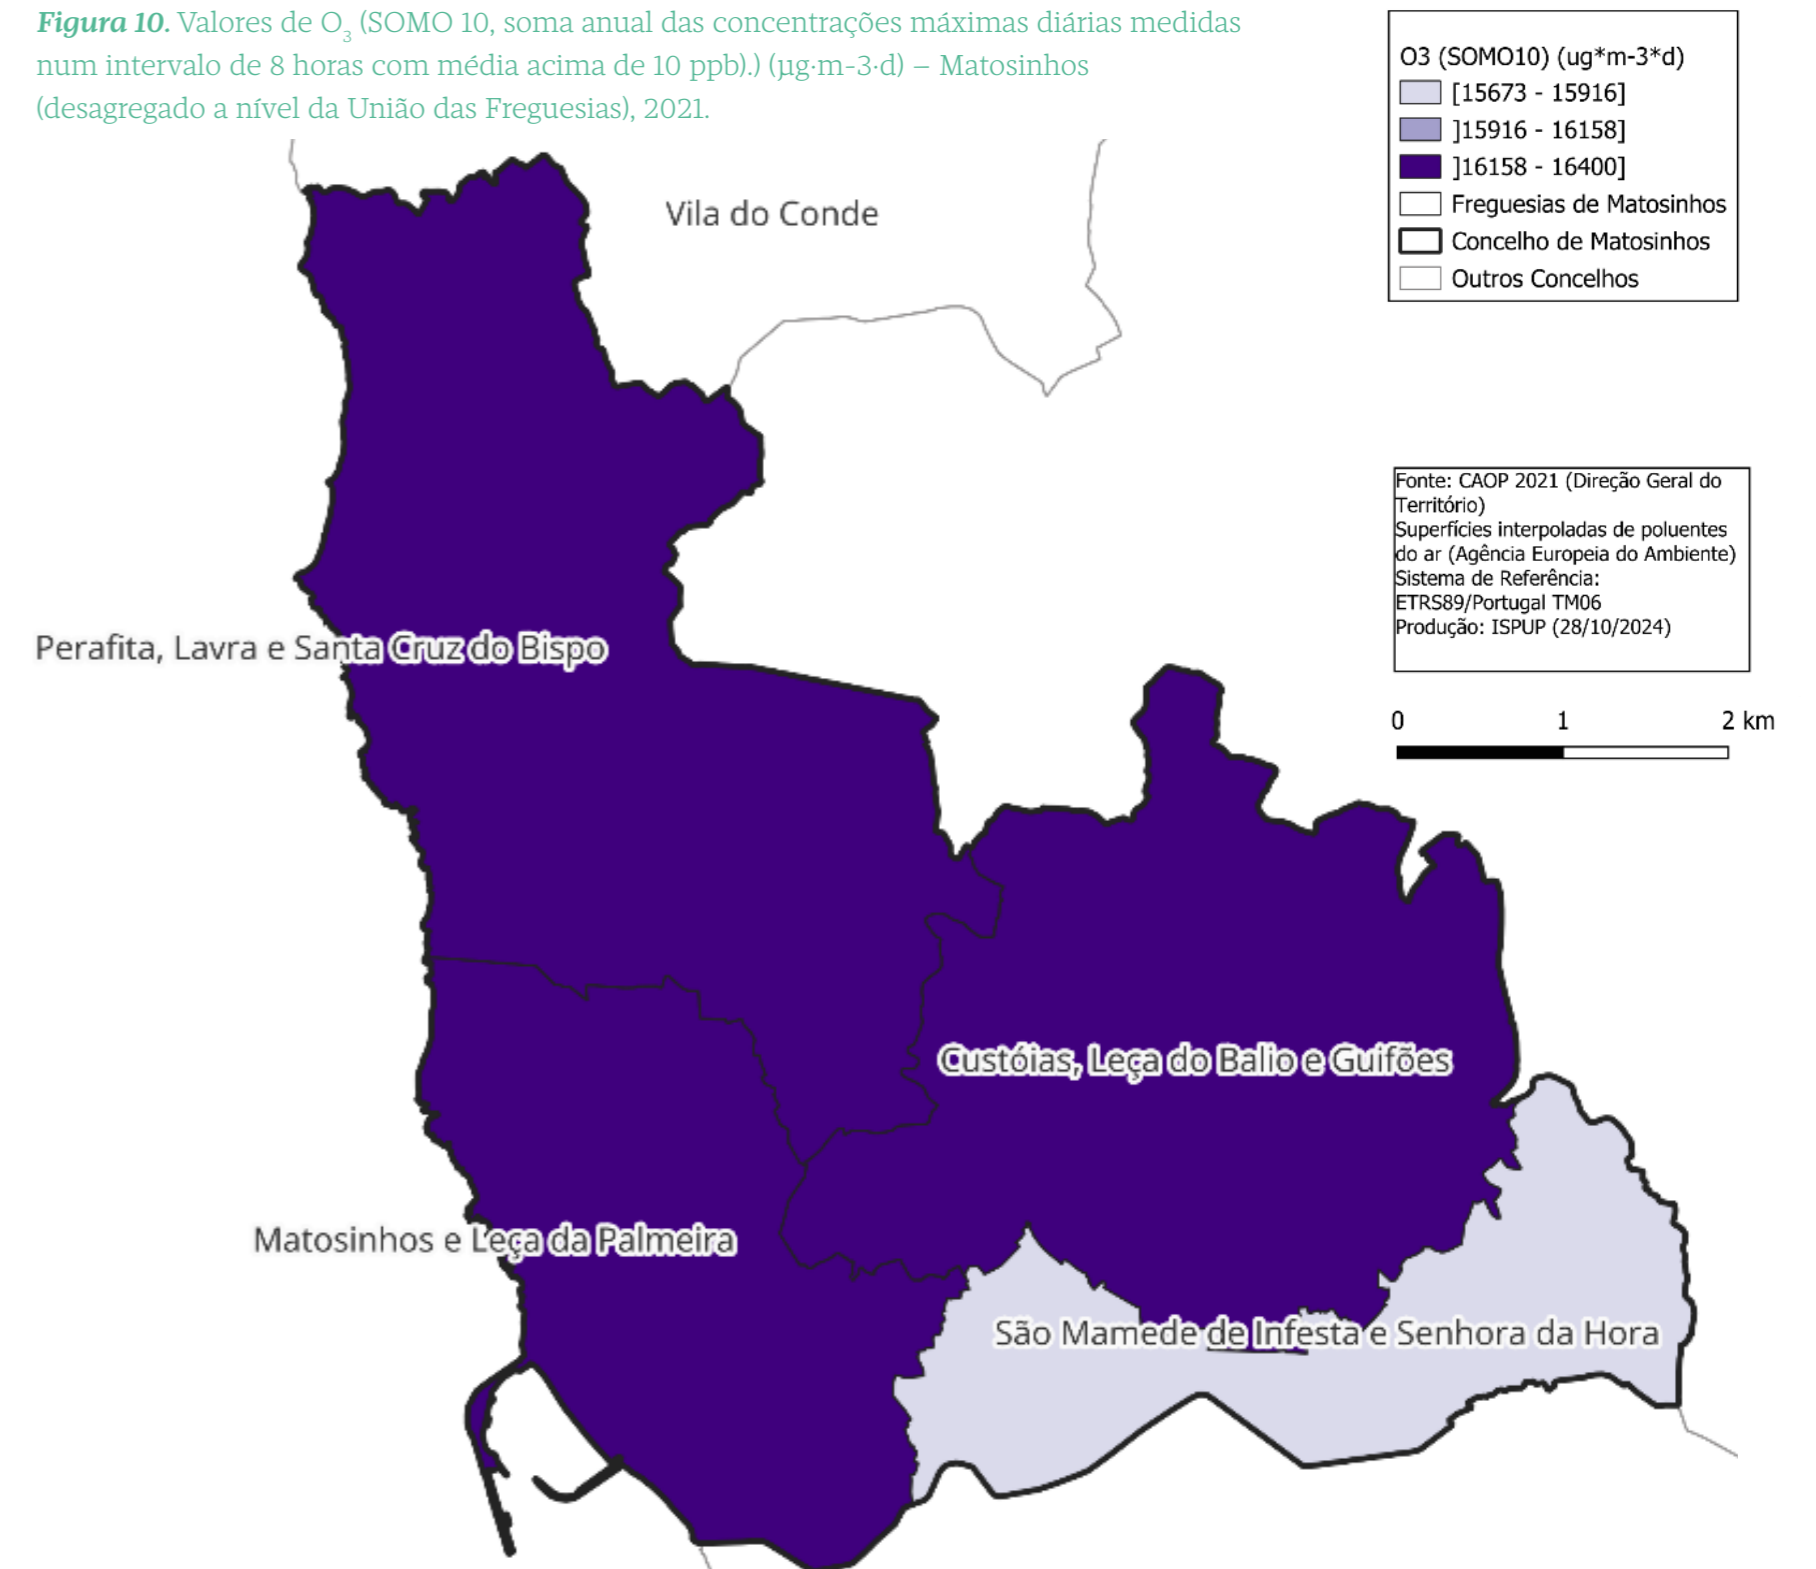 Figura 10. Valores de O3 (SOMO 10, soma anual das concentrações máximas diárias medidas
num intervalo de 8 horas com média acima de 10 ppb).) (µg·m-3·d) – Matosinhos
(desagregado a nível da União das Freguesias), 2021.
O3 (SOMO10) (ug*m-3*d)
[15673 - 15916]
]15916 - 16158]
]16158 - 16400]
Freguesias de Matosinhos
Concelho de Matosinhos
Outros Concelhos
Vila do Conde
Fonte: CAOP 2021 (Direção Geral do
Território)
Superfícies interpoladas de poluentes
do ar (Agência Europeia do Ambiente)
Sistema de Referência:
ETRS89/Portugal TM06
Produção: ISPUP (28/10/2024)
Perafita, Lavra e Santa Cruz do Bispo
0 1 2 km
Custóias, Leça do Balio e Guifões
Matosinhos e Leça da Palmeira
São Mamede de Infesta e Senhora da Hora